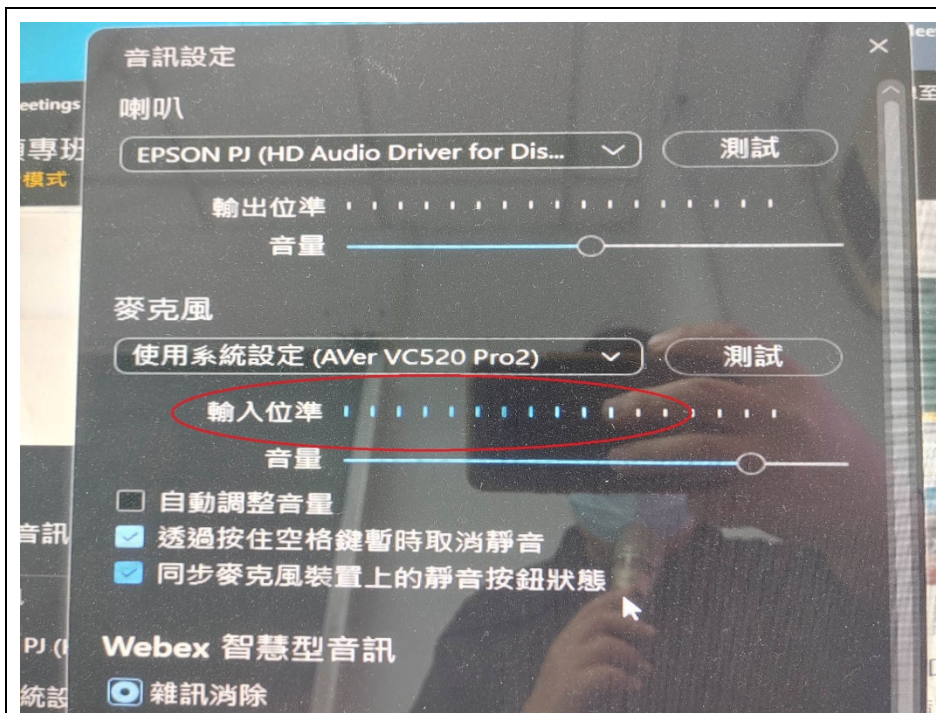 音訊設定
eetings
喇叭
專班
EPSON PJ (HD Audio Driver for Dis...
測試
模式
輸出位準
音量
麥克風
使用系統設定 (AVer VC520 Pro2)
測試
輸入位準
音量
自動調整音量
音訊
透過按住空格鍵暫時取消靜音
同步麥克風裝置上的靜音按鈕狀態
PJ (
Webex 智慧型音訊
統設
雜訊消除